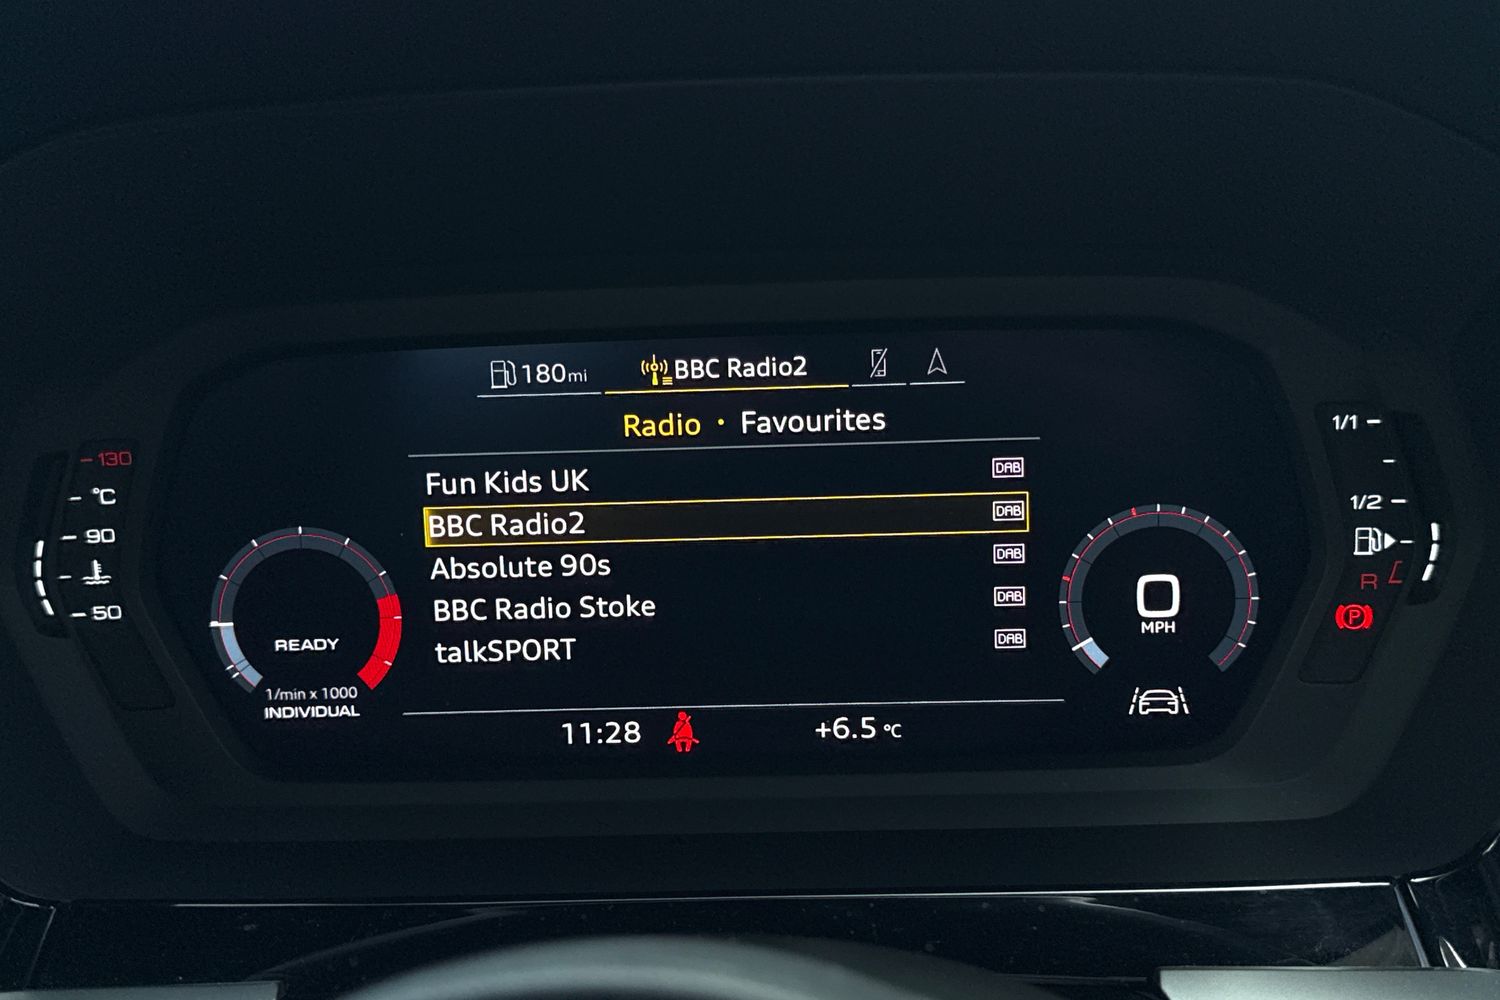 180mi
BBC Radio2
Radio • Favourites
Fun Kids UK DAB
BBC Radio2 DAB
Absolute 90s DAB
BBC Radio Stoke DAB
talkSPORT DAB
11:28
+6.5 °C
130
°C
90
50
READY
1/min x 1000
INDIVIDUAL
0
MPH
1/1
1/2
R
P